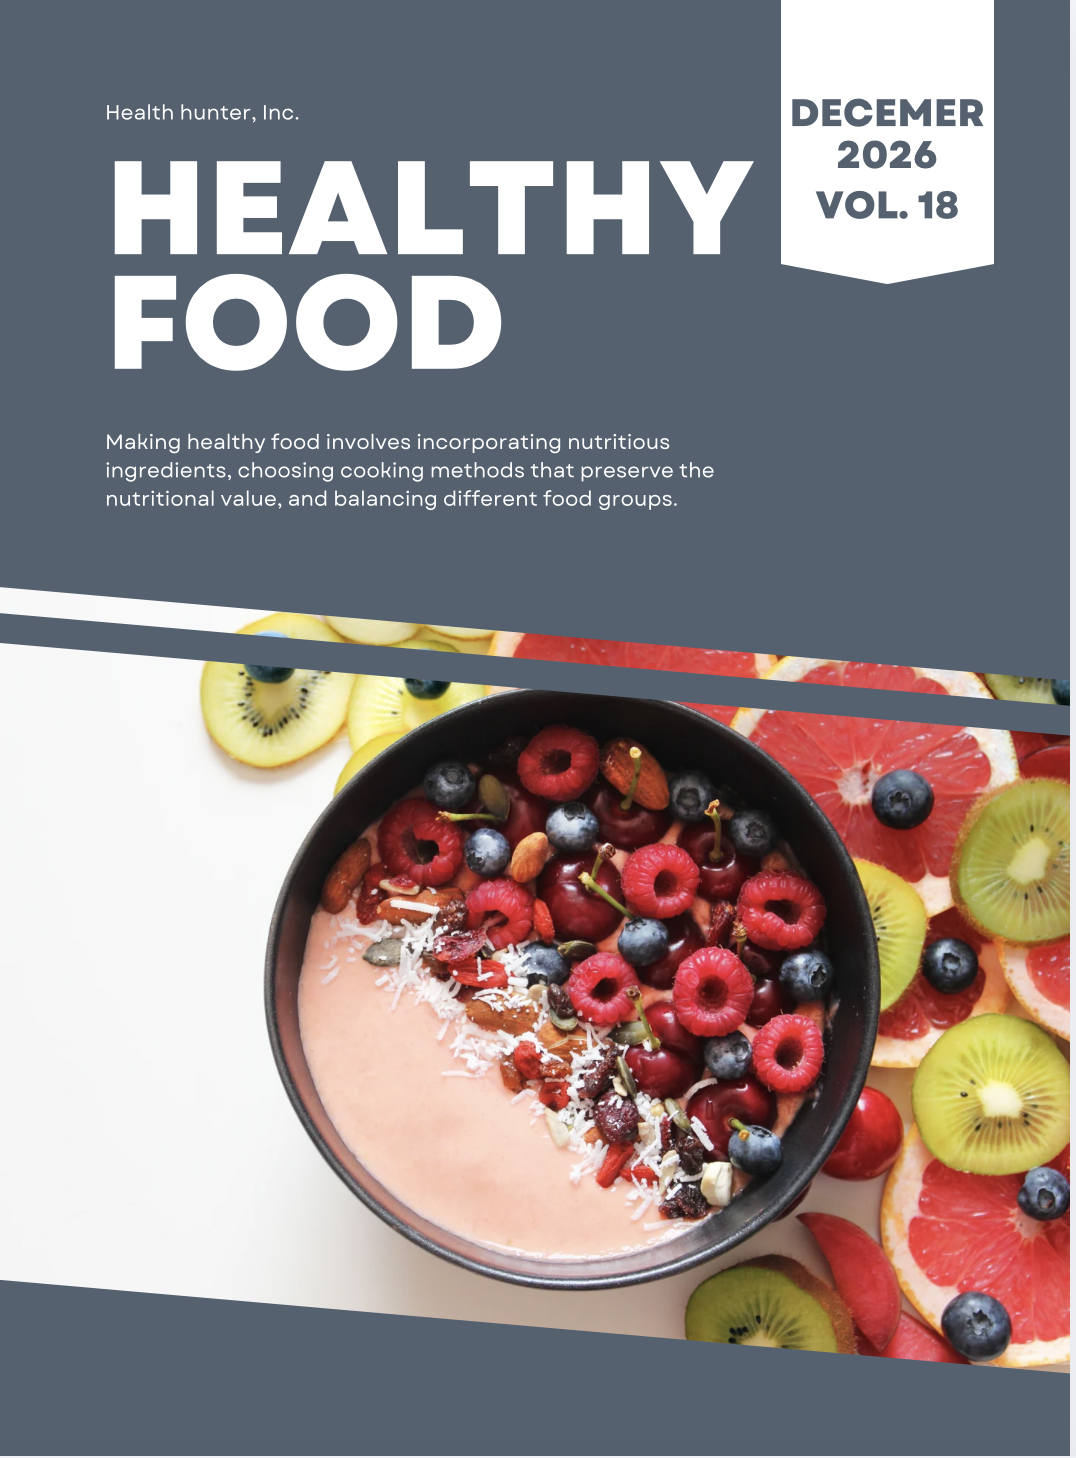 Health hunter, Inc.
HEALTHY
FOOD
DECEMER
2026
VOL. 18
Making healthy food involves incorporating nutritious
ingredients, choosing cooking methods that preserve the
nutritional value, and balancing different food groups.